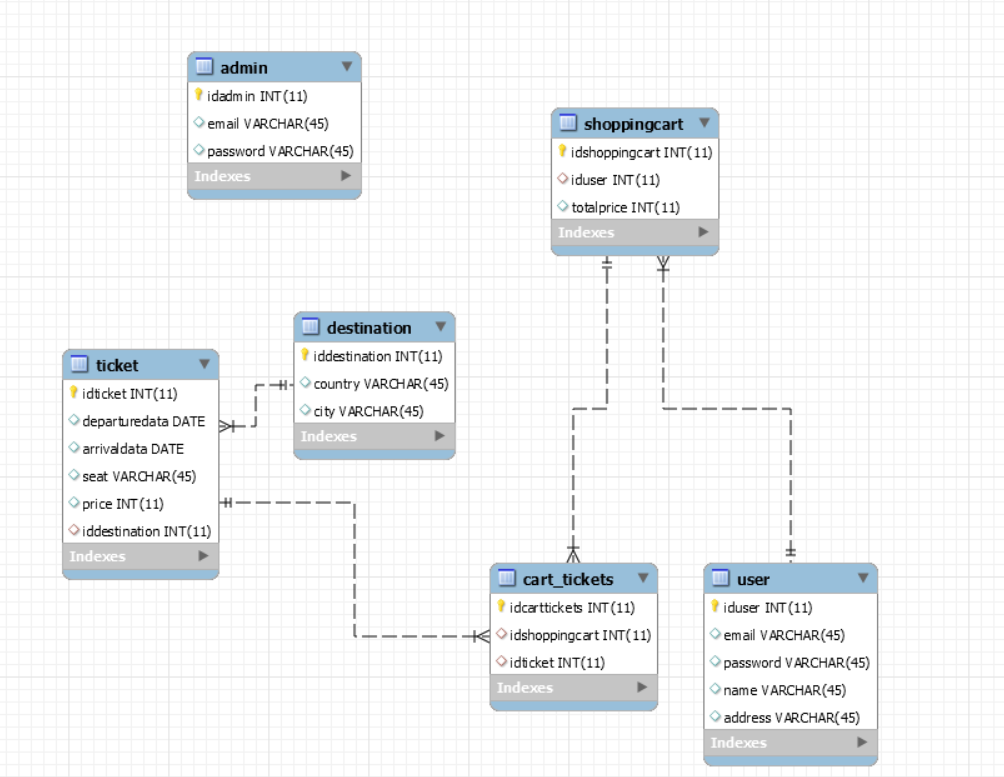 admin
idadmin INT(11)
email VARCHAR(45)
password VARCHAR(45)
Indexes
shoppingcart
idshoppingcart INT(11)
iduser INT(11)
totalprice INT(11)
Indexes
destination
iddestination INT(11)
country VARCHAR(45)
city VARCHAR(45)
Indexes
ticket
idticket INT(11)
departuredata DATE
arrivaldata DATE
seat VARCHAR(45)
price INT(11)
iddestination INT(11)
Indexes
cart_tickets
idcarttickets INT(11)
idshoppingcart INT(11)
idticket INT(11)
Indexes
user
iduser INT(11)
email VARCHAR(45)
password VARCHAR(45)
name VARCHAR(45)
address VARCHAR(45)
Indexes